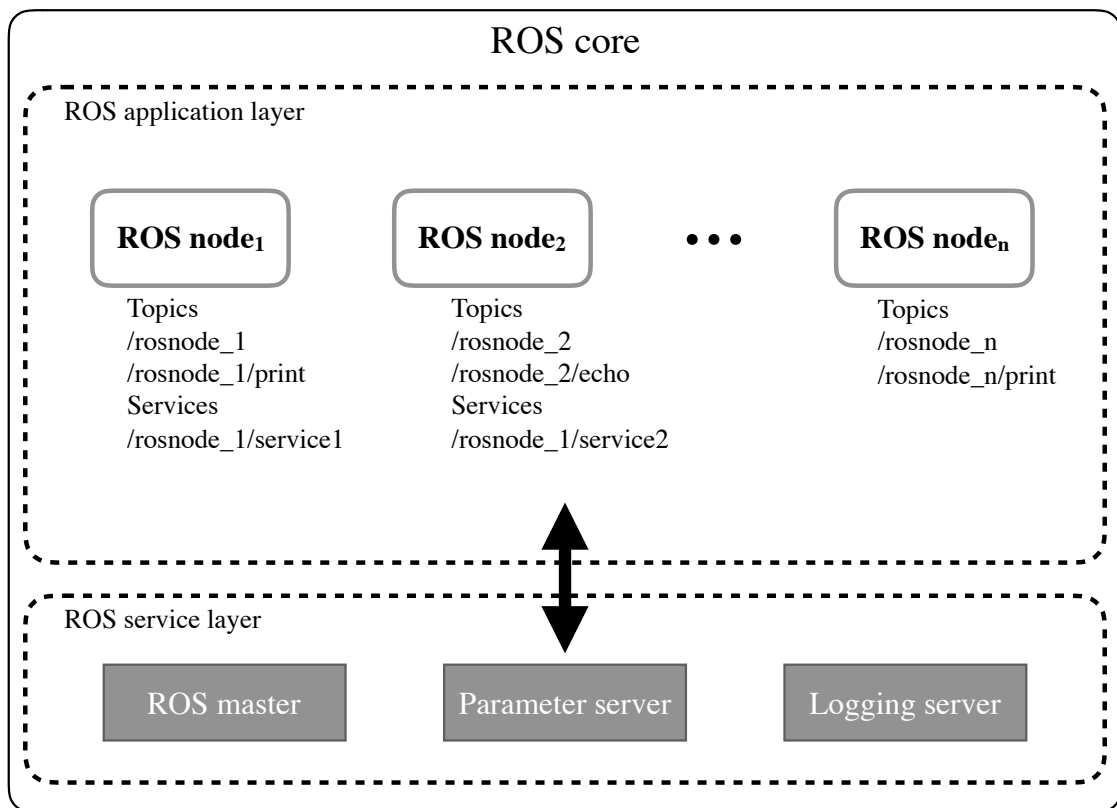 ROS core
ROS application layer
ROS node₁
Topics
/rosnode_1
/rosnode_1/print
Services
/rosnode_1/service1
ROS node₂
Topics
/rosnode_2
/rosnode_2/echo
Services
/rosnode_1/service2
•••
ROS nodeₙ
Topics
/rosnode_n
/rosnode_n/print
ROS service layer
ROS master
Parameter server
Logging server